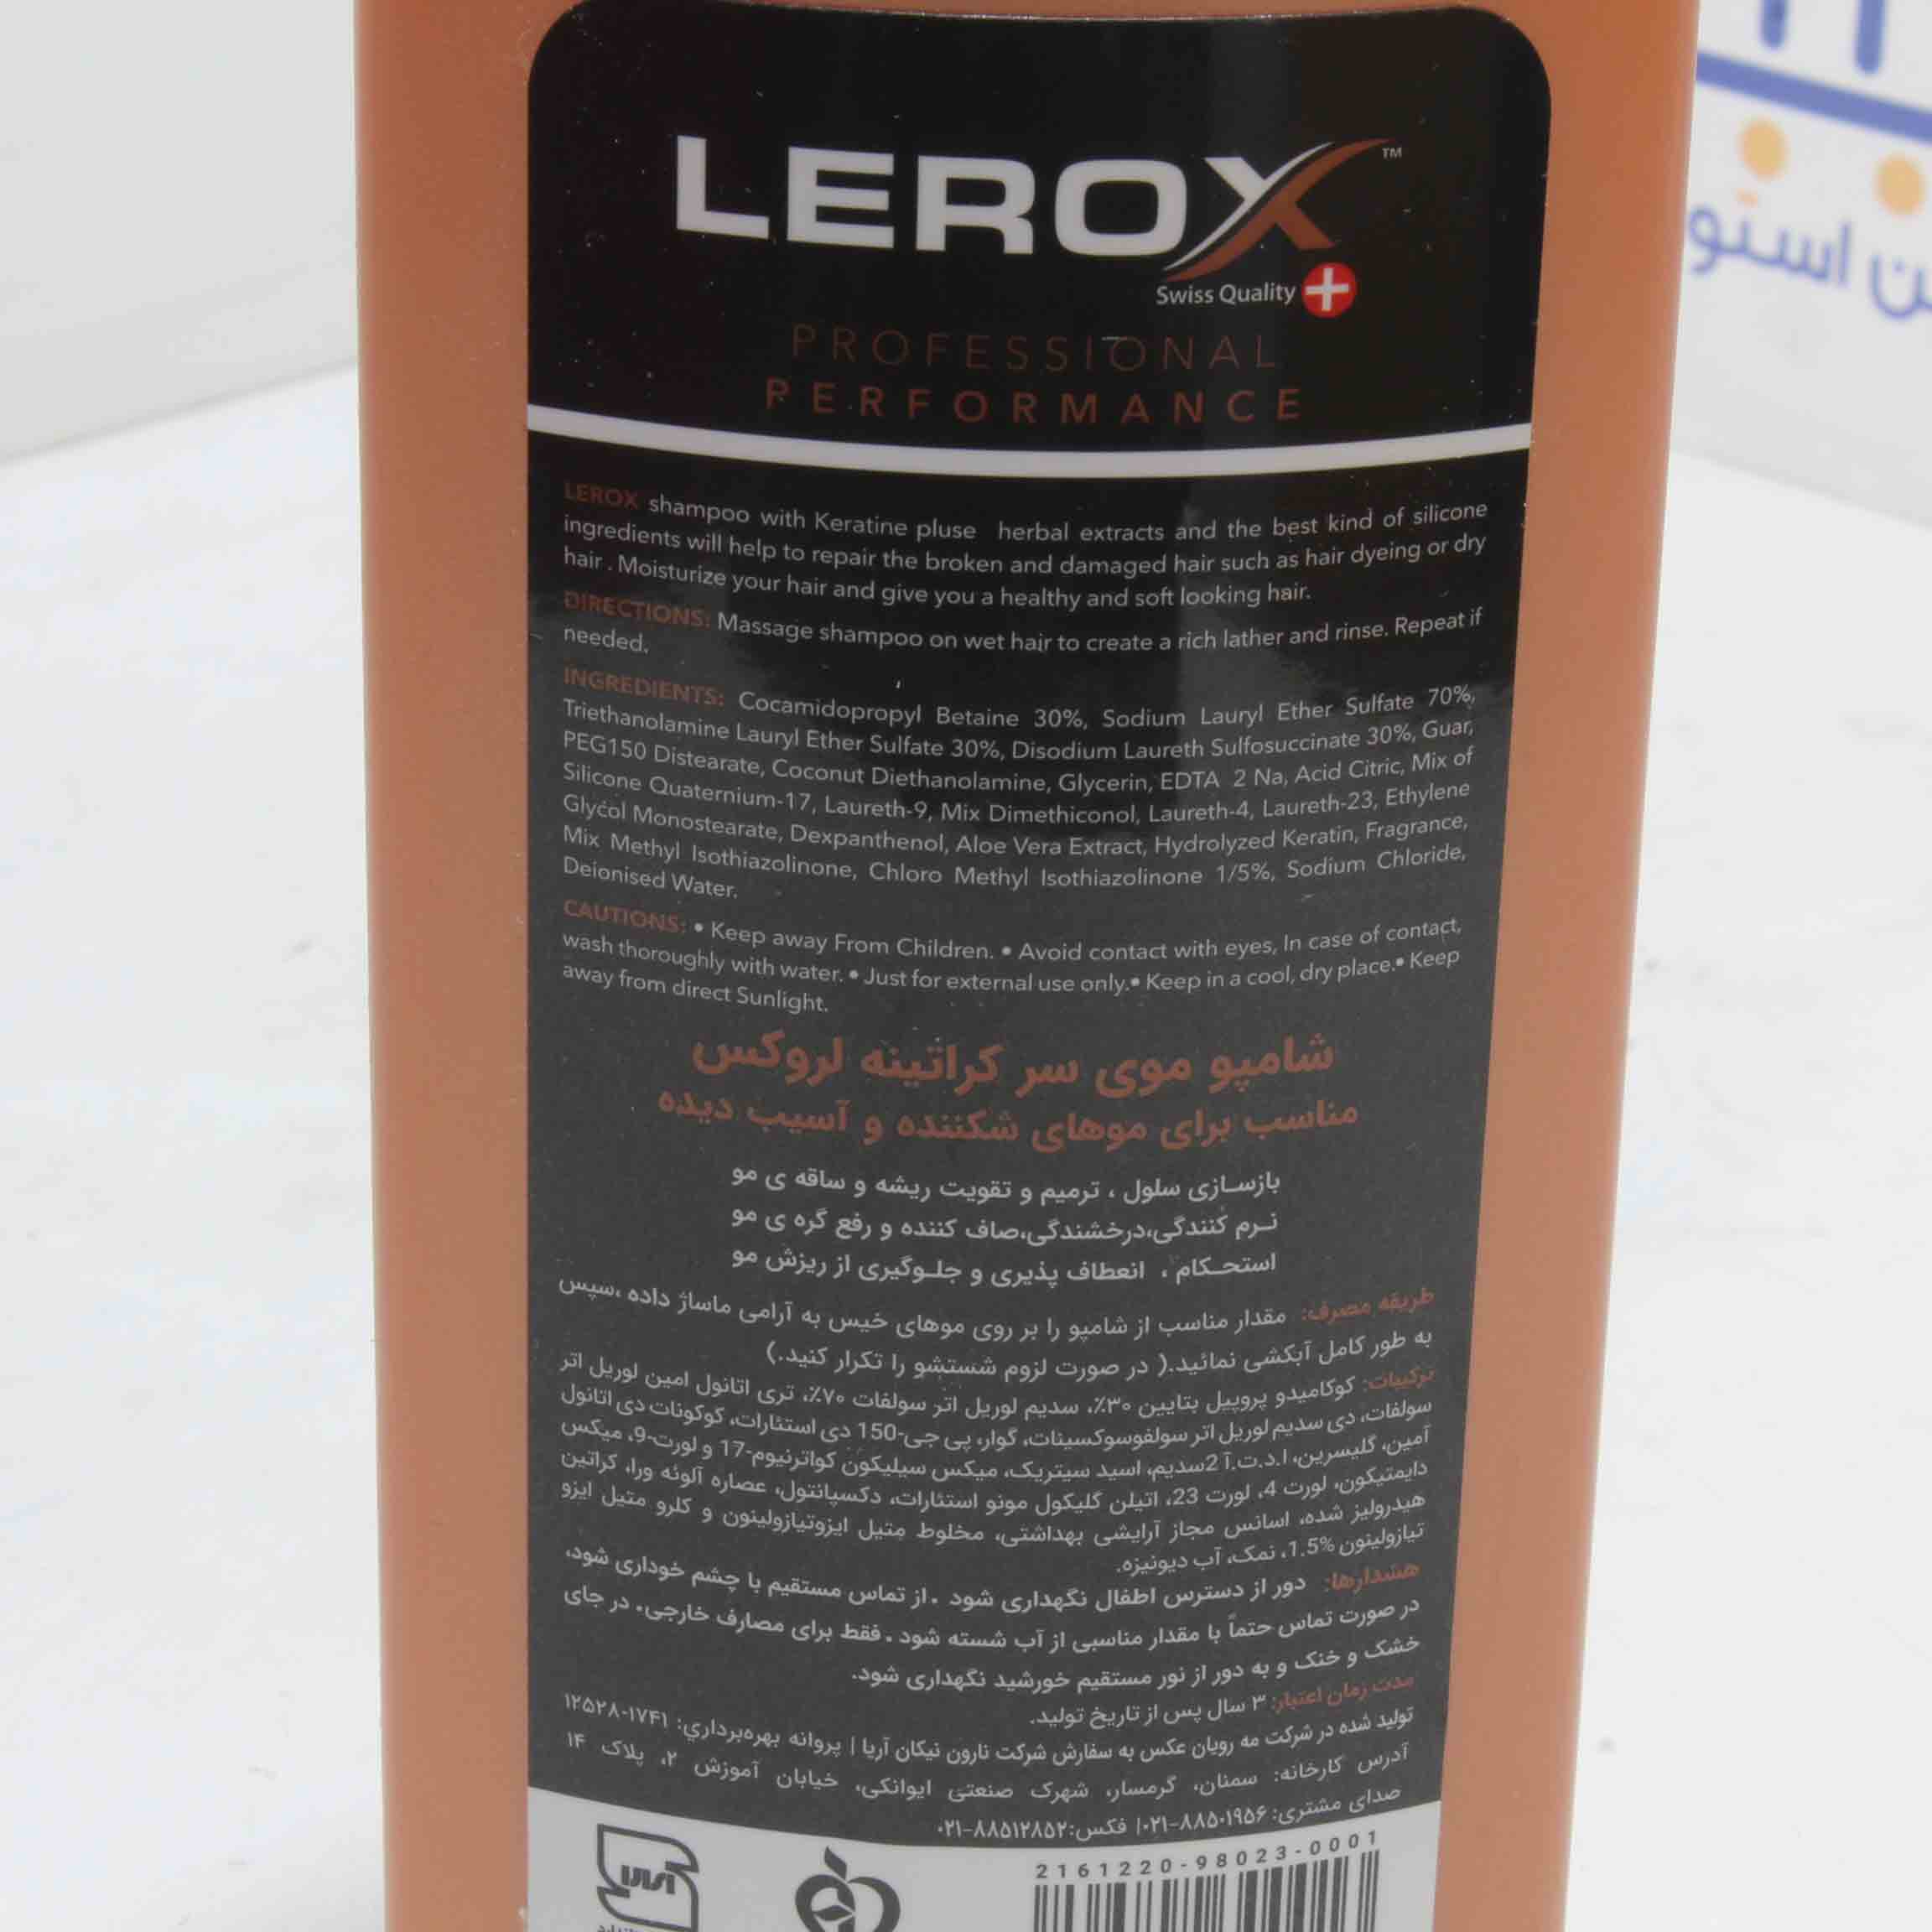 LEROX™
Swiss Quality
PROFESSIONAL
PERFORMANCE
LEROX shampoo with Keratine pluse herbal extracts and the best kind of silicone
ingredients will help to repair the broken and damaged hair such as hair dyeing or dry
hair . Moisturize your hair and give you a healthy and soft looking hair.
DIRECTIONS: Massage shampoo on wet hair to create a rich lather and rinse. Repeat if
needed.
INGREDIENTS: Cocamidopropyl Betaine 30%, Sodium Lauryl Ether Sulfate 70%,
Triethanolamine Lauryl Ether Sulfate 30%, Disodium Laureth Sulfosuccinate 30%, Guar,
PEG150 Distearate, Coconut Diethanolamine, Glycerin, EDTA 2 Na, Acid Citric, Mix of
Silicone Quaternium-17, Laureth-9, Mix Dimethiconol, Laureth-4, Laureth-23, Ethylene
Glycol Monostearate, Dexpanthenol, Aloe Vera Extract, Hydrolyzed Keratin, Fragrance,
Mix Methyl Isothiazolinone, Chloro Methyl Isothiazolinone 1/5%, Sodium Chloride,
Deionised Water.
CAUTIONS: • Keep away From Children. • Avoid contact with eyes, In case of contact,
wash thoroughly with water. • Just for external use only.• Keep in a cool, dry place.• Keep
away from direct Sunlight.
شامپو موی سر کراتینه لروکس
مناسب برای موهای شکننده و آسیب دیده
بازسازی سلول ، ترمیم و تقویت ریشه و ساقه ی مو
نرم کنندگی،درخشندگی،صاف کننده و رفع گره ی مو
استحکام ، انعطاف پذیری و جلوگیری از ریزش مو
طریقه مصرف: مقدار مناسب از شامپو را بر روی موهای خیس به آرامی ماساژ داده ،سپس
به طور کامل آبکشی نمائید.( در صورت لزوم شستشو را تکرار کنید.)
ترکیبات: کوکامیدو پروپیل بتایین ۳۰٪، سدیم لوریل اتر سولفات ۷۰٪، تری اتانول امین لوریل اتر
سولفات، دی سدیم لوریل اتر سولفوسوکسینات، گوار، پی جی-150 دی استئارات، کوکونات دی اتانول
آمین، گلیسرین، ا.د.ت.آ 2سدیم، اسید سیتریک، میکس سیلیکون کواترنیوم-17 و لورت-9، میکس
دایمتیکون، لورت 4، لورت 23، اتیلن گلیکول مونو استئارات، دکسپانتول، عصاره آلوئه ورا، کراتین
هیدرولیز شده، اسانس مجاز آرایشی بهداشتی، مخلوط متیل ایزوتیازولینون و کلرو متیل ایزو
تیازولینون 1.5%، نمک، آب دیونیزه.
هشدارها: دور از دسترس اطفال نگهداری شود . از تماس مستقیم با چشم خوداری شود،
در صورت تماس حتماً با مقدار مناسبی از آب شسته شود . فقط برای مصارف خارجی. در جای
خشک و خنک و به دور از نور مستقیم خورشید نگهداری شود.
مدت زمان اعتبار: ۳ سال پس از تاریخ تولید.
تولید شده در شرکت مه رویان عکس به سفارش شرکت نارون نیکان آریا | پروانه بهره‌برداري: ۱۲۵۲۸-۱۷۴۱
آدرس کارخانه: سمنان، گرمسار، شهرک صنعتی ایوانکی، خیابان آموزش ۲، پلاک ۱۴
صدای مشتری: ۸۸۵۰۱۹۵۶-۰۲۱| فکس:۸۸۵۱۲۸۵۲-۰۲۱
2161220-98023-0001
ن استو